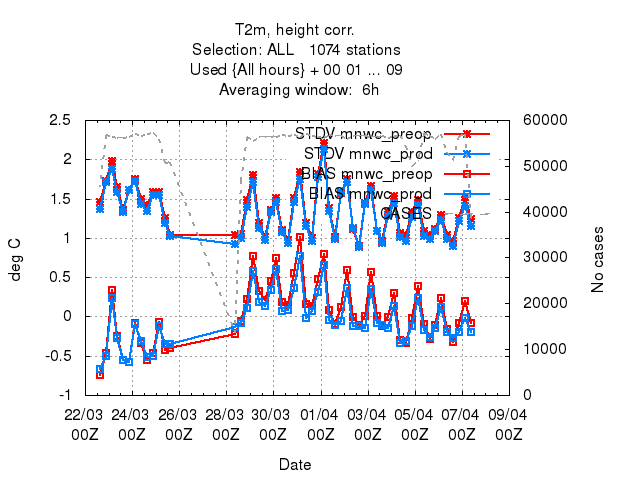 T2m, height corr.
Selection: ALL 1074 stations
Used {All hours} + 00 01 ... 09
Averaging window: 6h
2.5
2
1.5
1
0.5
0
-0.5
-1
deg C
60000
50000
40000
30000
20000
10000
0
No cases
STDV mnwc_preop
STDV mnwc_prod
BIAS mnwc_preop
BIAS mnwc_prod
CASES
22/03 24/03 26/03 28/03 30/03 01/04 03/04 05/04 07/04 09/04
00Z 00Z 00Z 00Z 00Z 00Z 00Z 00Z 00Z 00Z
Date